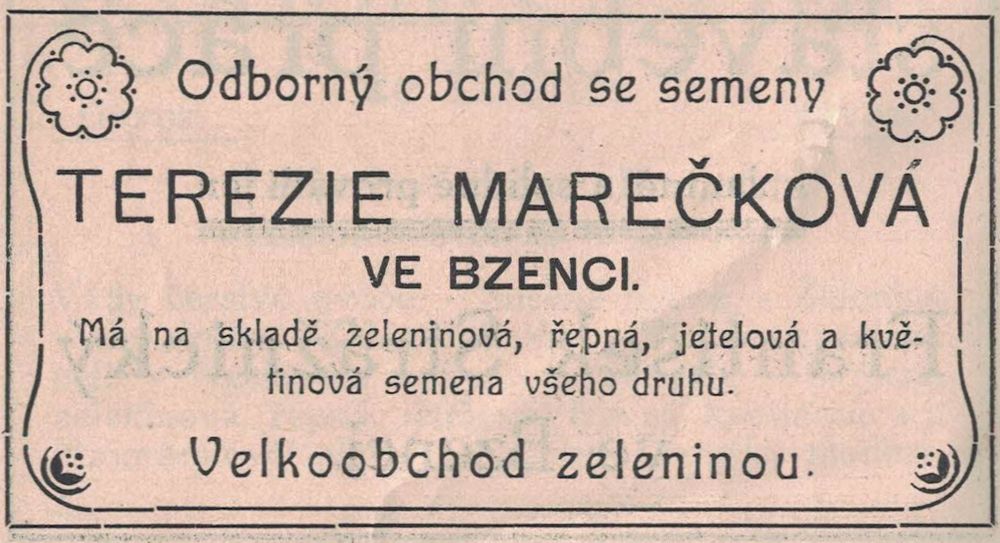 Odborný obchod se semeny
TEREZIE MAREČKOVÁ
VE BZENCI.
Má na skladě zeleninová, řepná, jetelová a kvě-
tinová semena všeho druhu.
Velkoobchod zeleninou.